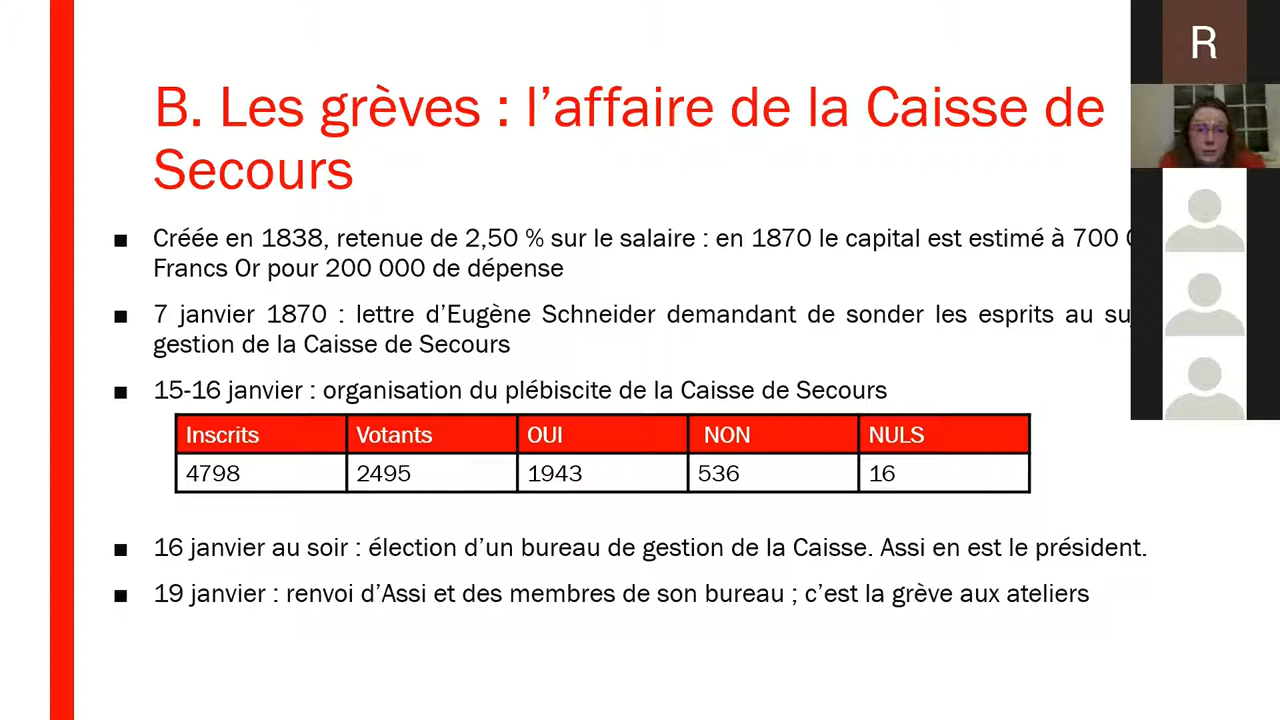 B. Les grèves : l’affaire de la Caisse de
Secours
R
■ Créée en 1838, retenue de 2,50 % sur le salaire : en 1870 le capital est estimé à 700
Francs Or pour 200 000 de dépense
■ 7 janvier 1870 : lettre d’Eugène Schneider demandant de sonder les esprits au
gestion de la Caisse de Secours
■ 15-16 janvier : organisation du plébiscite de la Caisse de Secours
Inscrits Votants OUI NON NULS
4798 2495 1943 536 16
■ 16 janvier au soir : élection d’un bureau de gestion de la Caisse. Assi en est le président.
■ 19 janvier : renvoi d’Assi et des membres de son bureau ; c’est la grève aux ateliers